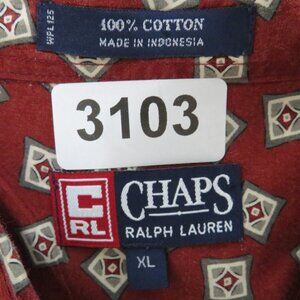 WPL 125
100% COTTON
MADE IN INDONESIA
3103
C
RL
CHAPS
RALPH LAUREN
XL